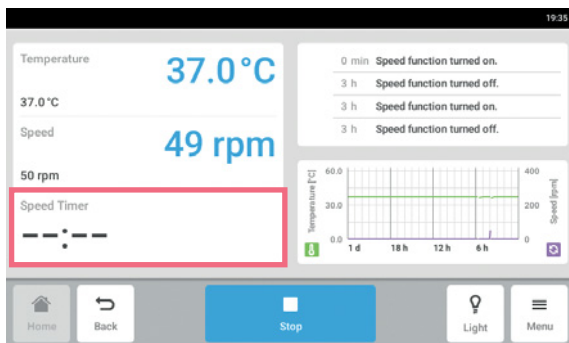 19:35
Temperature
37.0°C
37.0°C
Speed
49 rpm
50 rpm
Speed Timer
--:--
0 min Speed function turned on.
3 h Speed function turned off.
3 h Speed function turned on.
3 h Speed function turned off.
Temperature [°C]
60.0
30.0
0.0
1 d 18 h 12 h 6 h
400
200
0
Speed [rpm]
Home
Back
Stop
Light
Menu